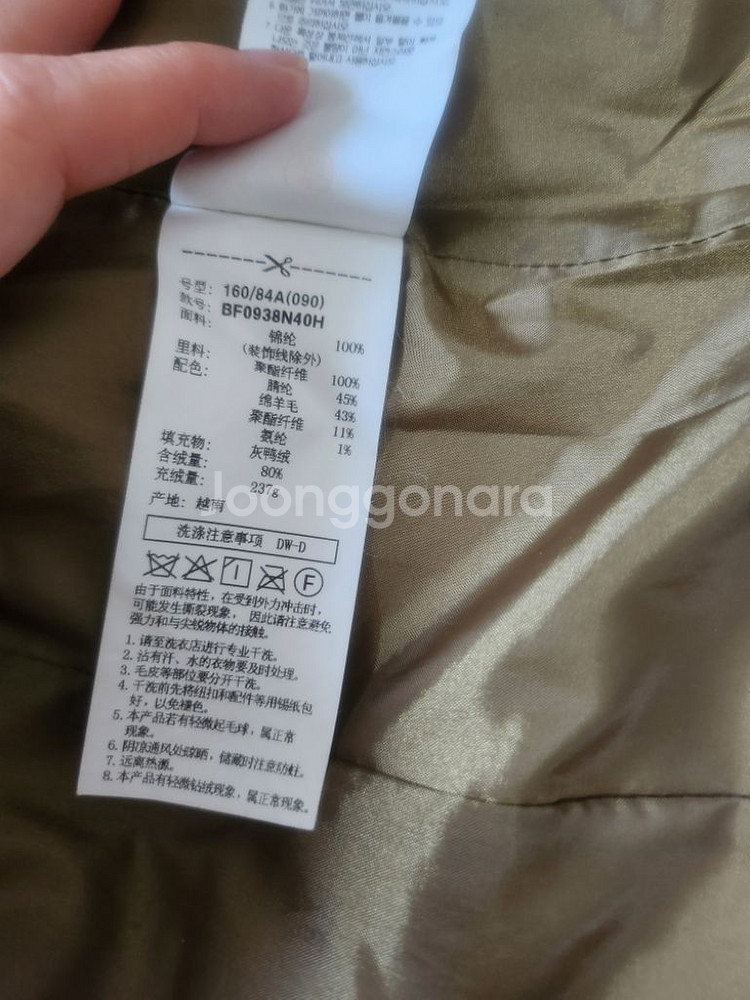 号型: 160/84A(090)
款号: BF0938N40H
面料: 锦纶 100%
(装饰线除外)
里料: 聚酯纤维 100%
配色: 腈纶 45%
绵羊毛 43%
聚酯纤维 11%
氨纶 1%
填充物: 灰鸭绒
含绒量: 80%
充绒量: 237g
产地: 越南
joonggonara
洗涤注意事项 DW-D
F
由于面料特性，在受到外力冲击时，
可能发生撕裂现象， 因此请注意避免
强力和与尖锐物体的接触。
1. 请至洗衣店进行专业干洗。
2. 沾有汗、水的衣物要及时处理。
3. 毛皮等部位要分开干洗。
4. 干洗前先将纽扣和配件等用锡纸包
好，以免褪色。
5. 本产品若有轻微起毛球，属正常
现象。
6. 阴凉通风处晾晒，储藏时注意防蛀。
7. 远离热源。
8. 本产品有轻微钻绒现象，属正常现象。